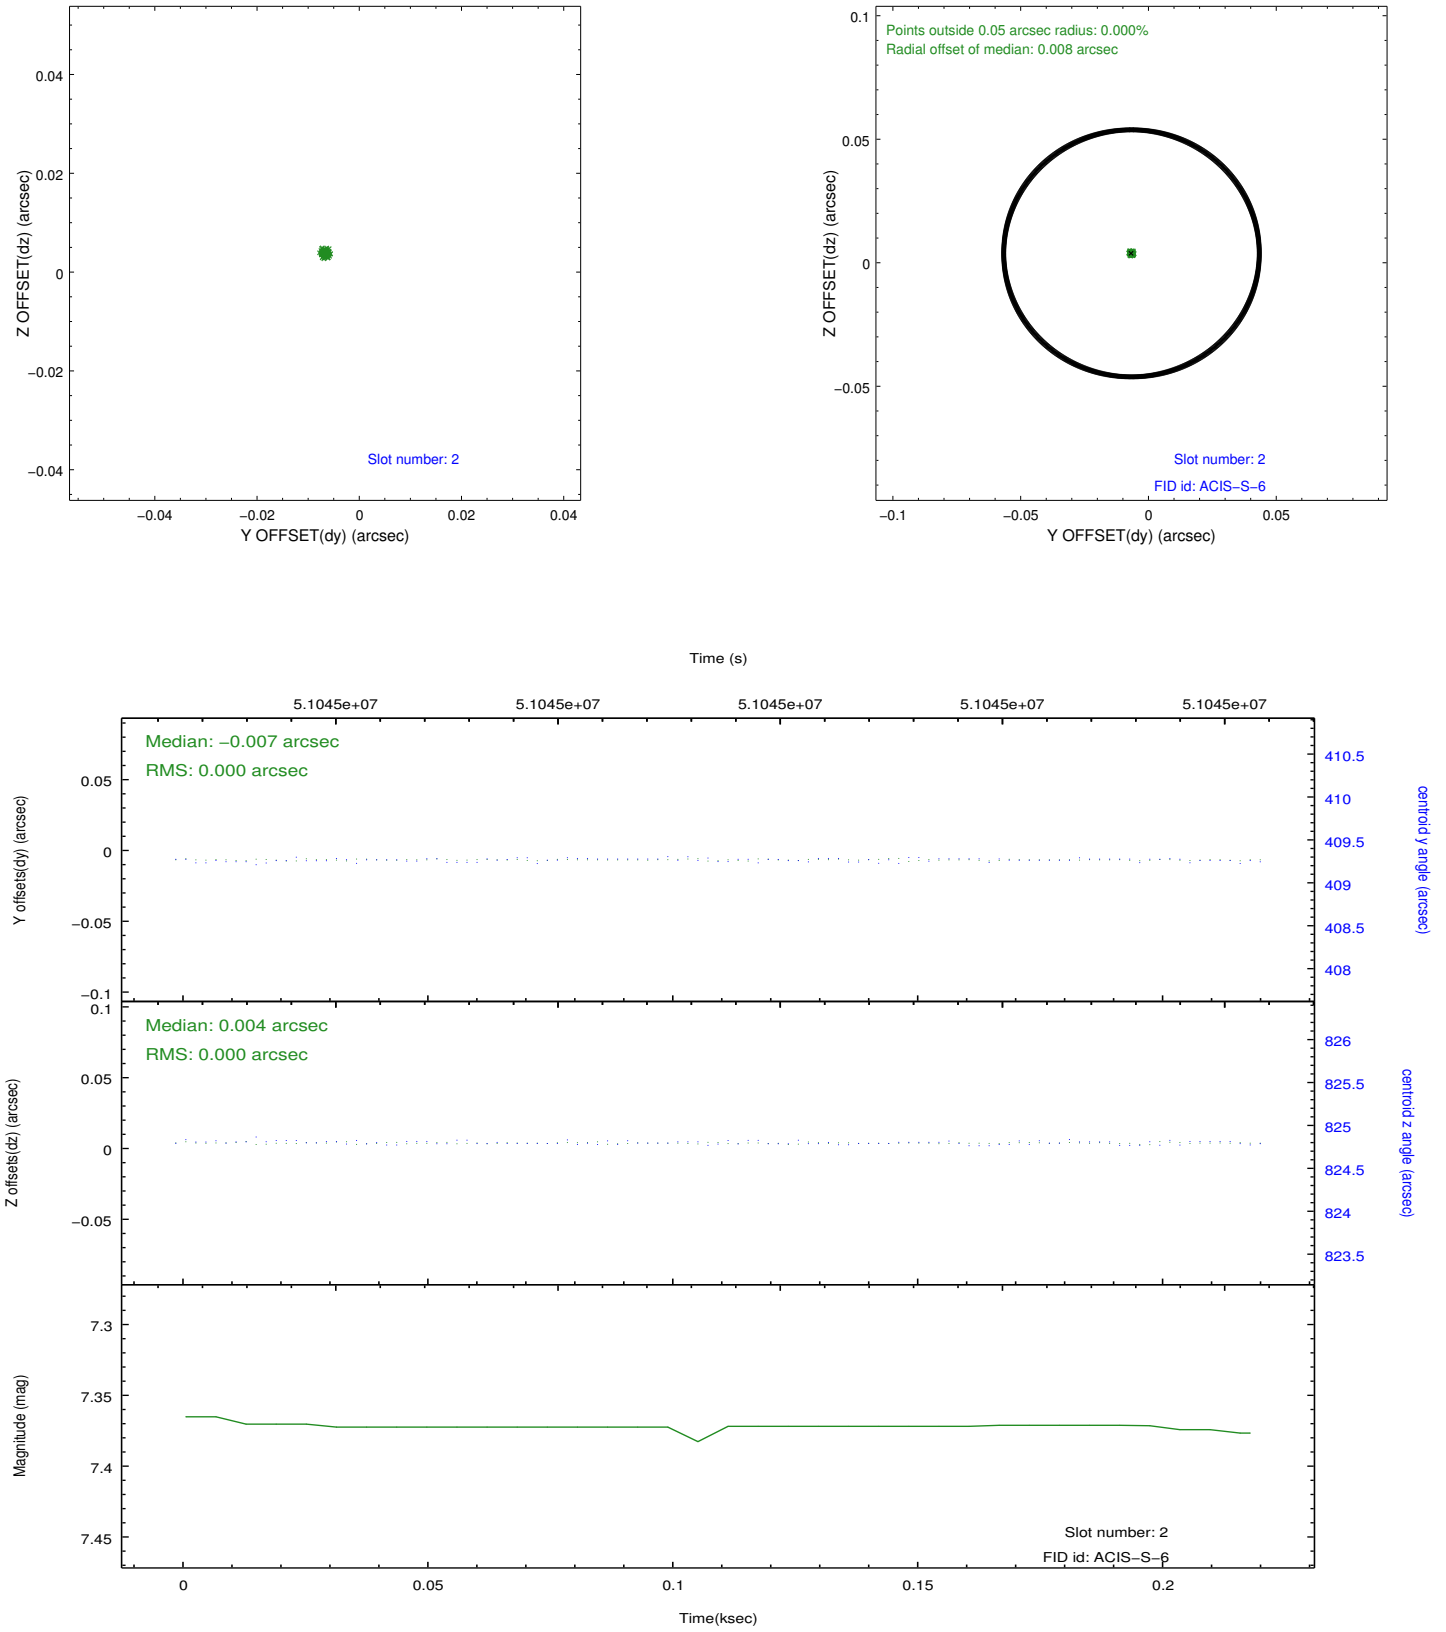 0.04
0.02
0
−0.02
−0.04
Z OFFSET(dz) (arcsec)
Slot number: 2
−0.04
−0.02
0
0.02
0.04
Y OFFSET(dy) (arcsec)
0.1
0.05
0
−0.05
Z OFFSET(dz) (arcsec)
Points outside 0.05 arcsec radius: 0.000%
Radial offset of median: 0.008 arcsec
Slot number: 2
FID id: ACIS−S−6
−0.1
−0.05
0
0.05
Y OFFSET(dy) (arcsec)
Time (s)
5.1045e+07
5.1045e+07
5.1045e+07
5.1045e+07
5.1045e+07
Median: −0.007 arcsec
RMS: 0.000 arcsec
0.05
0
−0.05
−0.1
Y offsets(dy) (arcsec)
410.5
410
409.5
409
408.5
408
centroid y angle (arcsec)
Median: 0.004 arcsec
RMS: 0.000 arcsec
0.1
0.05
0
−0.05
Z offsets(dz) (arcsec)
826
825.5
825
824.5
824
823.5
centroid z angle (arcsec)
7.3
7.35
7.4
7.45
Magnitude (mag)
Slot number: 2
FID id: ACIS−S−6
0
0.05
0.1
0.15
0.2
Time(ksec)